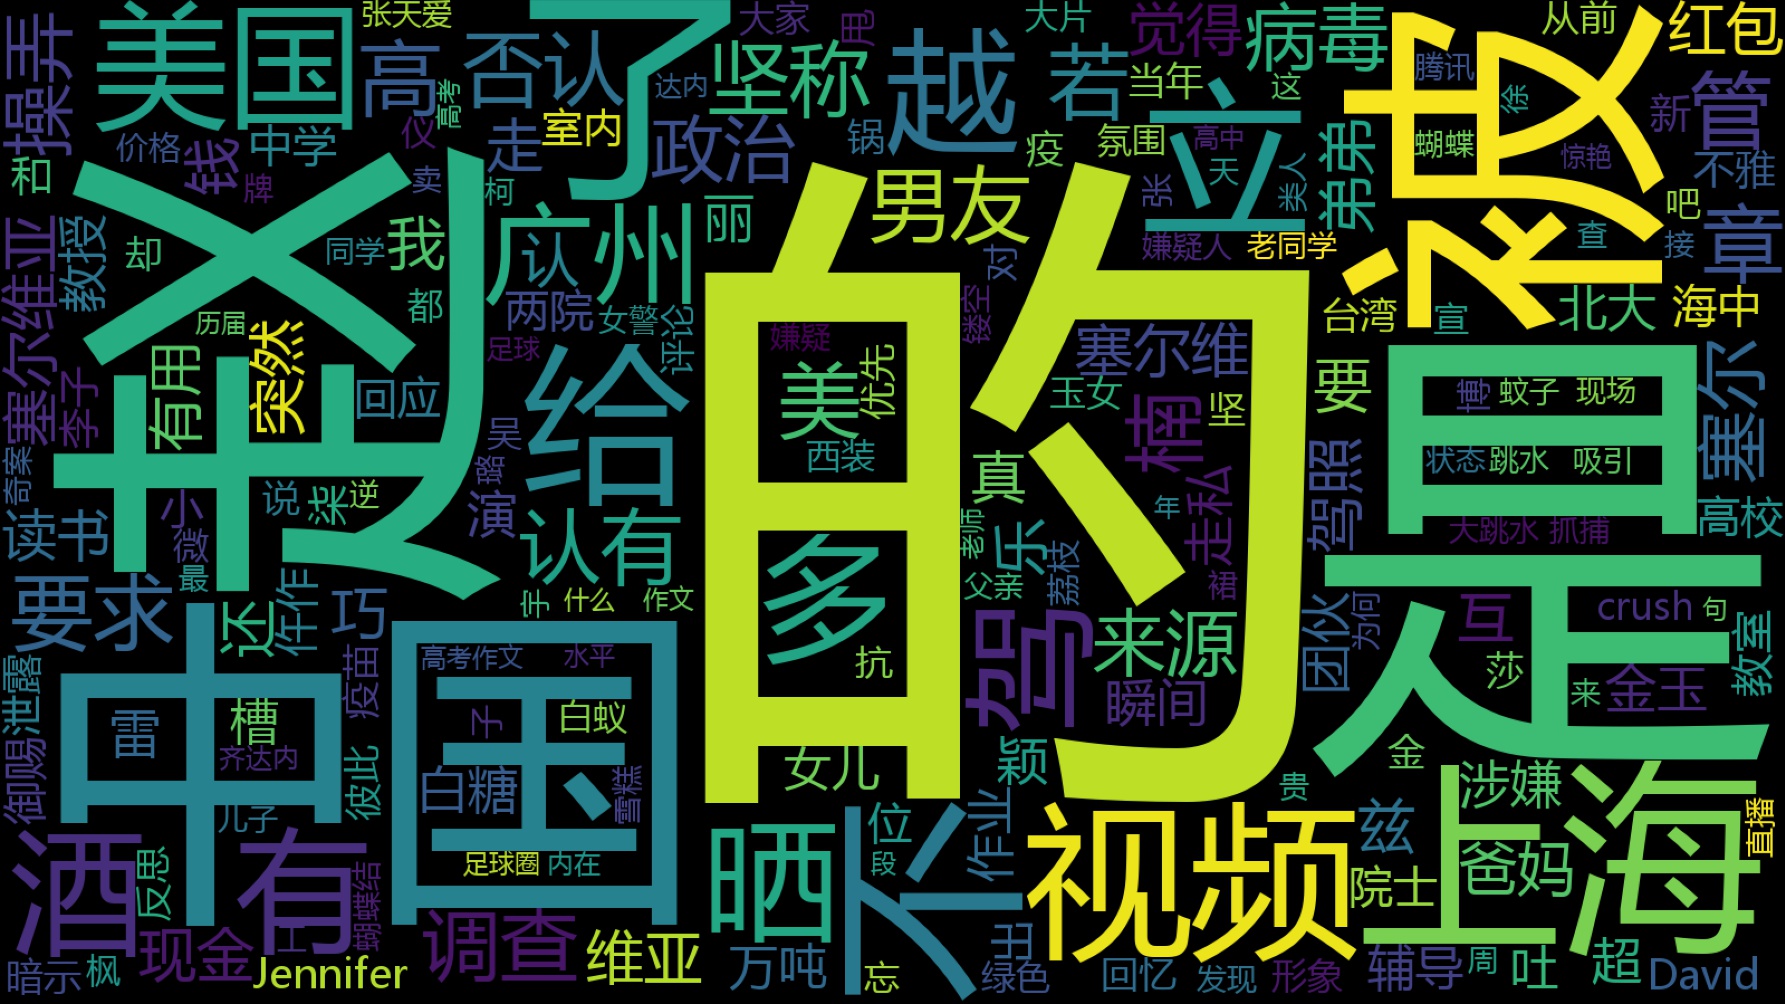 操弄
美国
张天爱
高
高考
否认
了
大家
甩
坚称
达内
越
大片
若
觉得
当年
病毒
这
被
从前
红包
腾讯
徐
新
管
价格
钱
中学
仪
走
室内
政治
锅
疫
氛围
高中
立
天
类人
弟弟
蝴蝶
惊艳
不雅
和
牌
卖
柯
男友
丽
张
吧
塞尔维亚
教授
却
同学
我
广州
认
对
嫌疑人
老同学
查
接
章
都
历届
两院
女警
评论
的
镂空
台湾
宣
北大
海中
李子
有用
突然
回应
足球
给
嫌疑
美
优先
塞尔维
玉女
楠
坚
要
是
博
蚊子
现场
塞尔
吴
西装
状态
跳水
吸引
奇案
读书
小
微
说
柒
逆
蹭
演
认有
真
老师
乐
年
走私
驾照
大跳水
抓捕
高校
最
多
父亲
荔枝
裙
要求
还
作作
巧
宇
什么
作文
驾
来源
团伙
为何
互
crush
句
教室
中国
疫苗
高考作文
水平
抗
瞬间
莎
来
金玉
泄露
雷
槽
子
白蚁
御赐
齐达内
彼此
白糖
雪糕
女儿
颖
金
上海
涉嫌
贵
儿子
酒
有
反思
蝴蝶结
足球圈
内在
晒
不
位
段
作业
视频
兹
院士
爸妈
直播
暗示
枫
现金
工
Jennifer
调查
维亚
万吨
忘
出
绿色
回忆
发现
形象
辅导
周
吐
超
David